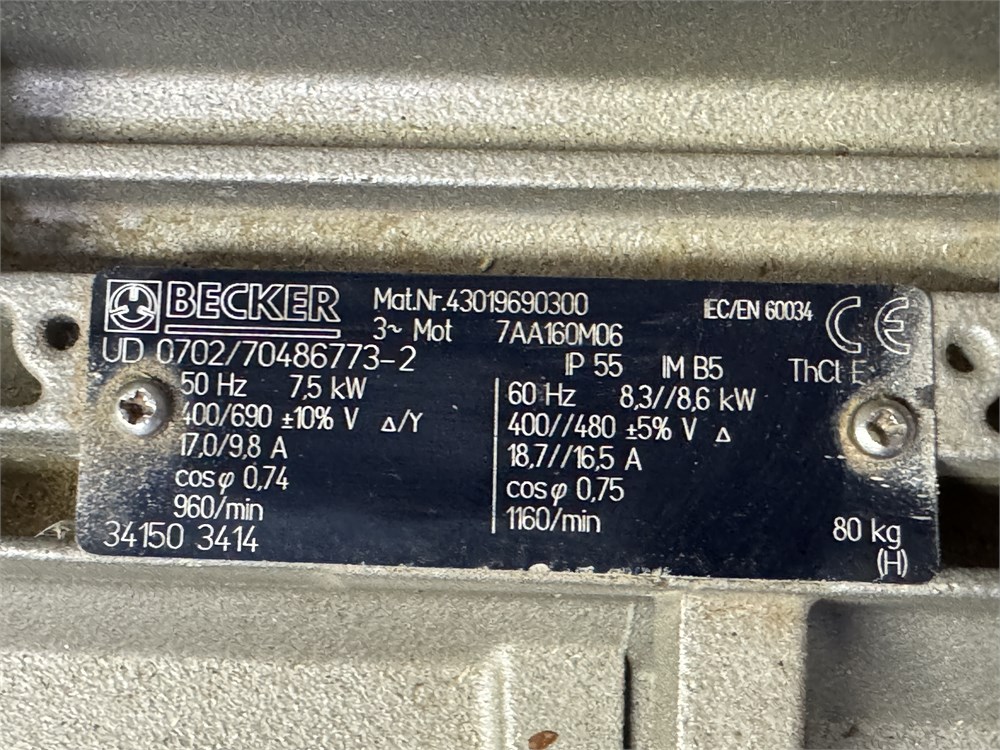 BECKER Mat.Nr.43019690300 IEC/EN 60034 CE
3~ Mot 7AA160M06
UD 0702/70486773-2 IP 55 IM B5 ThCl F
50 Hz 7,5 kW
400/690 ±10% V Δ/Y
17,0/9,8 A
cosφ 0,74
960/min
60 Hz 8,3//8,6 kW
400//480 ±5% V Δ
18,7//16,5 A
cosφ 0,75
1160/min
34150 3414
80 kg
(H)